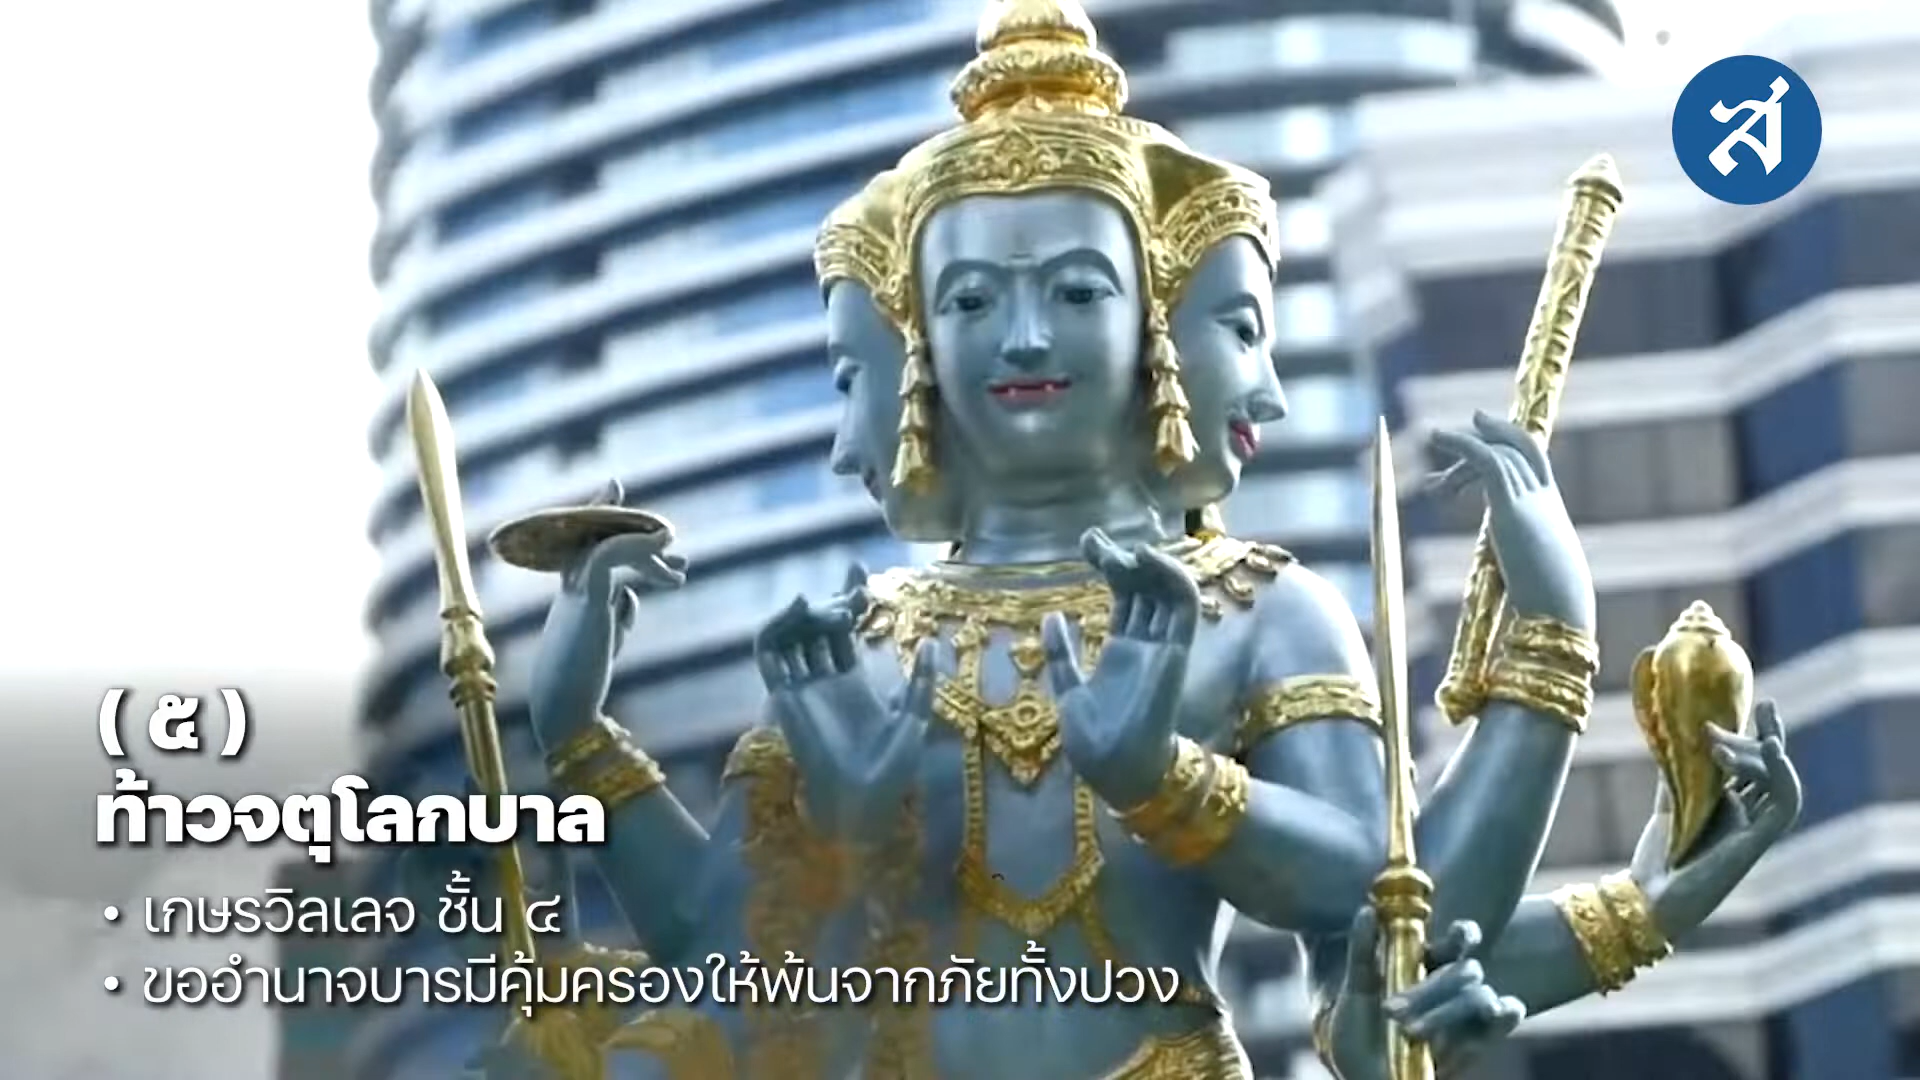 ส
( ๕ )
ท้าวจตุโลกบาล
• เกษรวิลเลจ ชั้น ๔
• ขออำนาจบารมีคุ้มครองให้พ้นจากภัยทั้งปวง